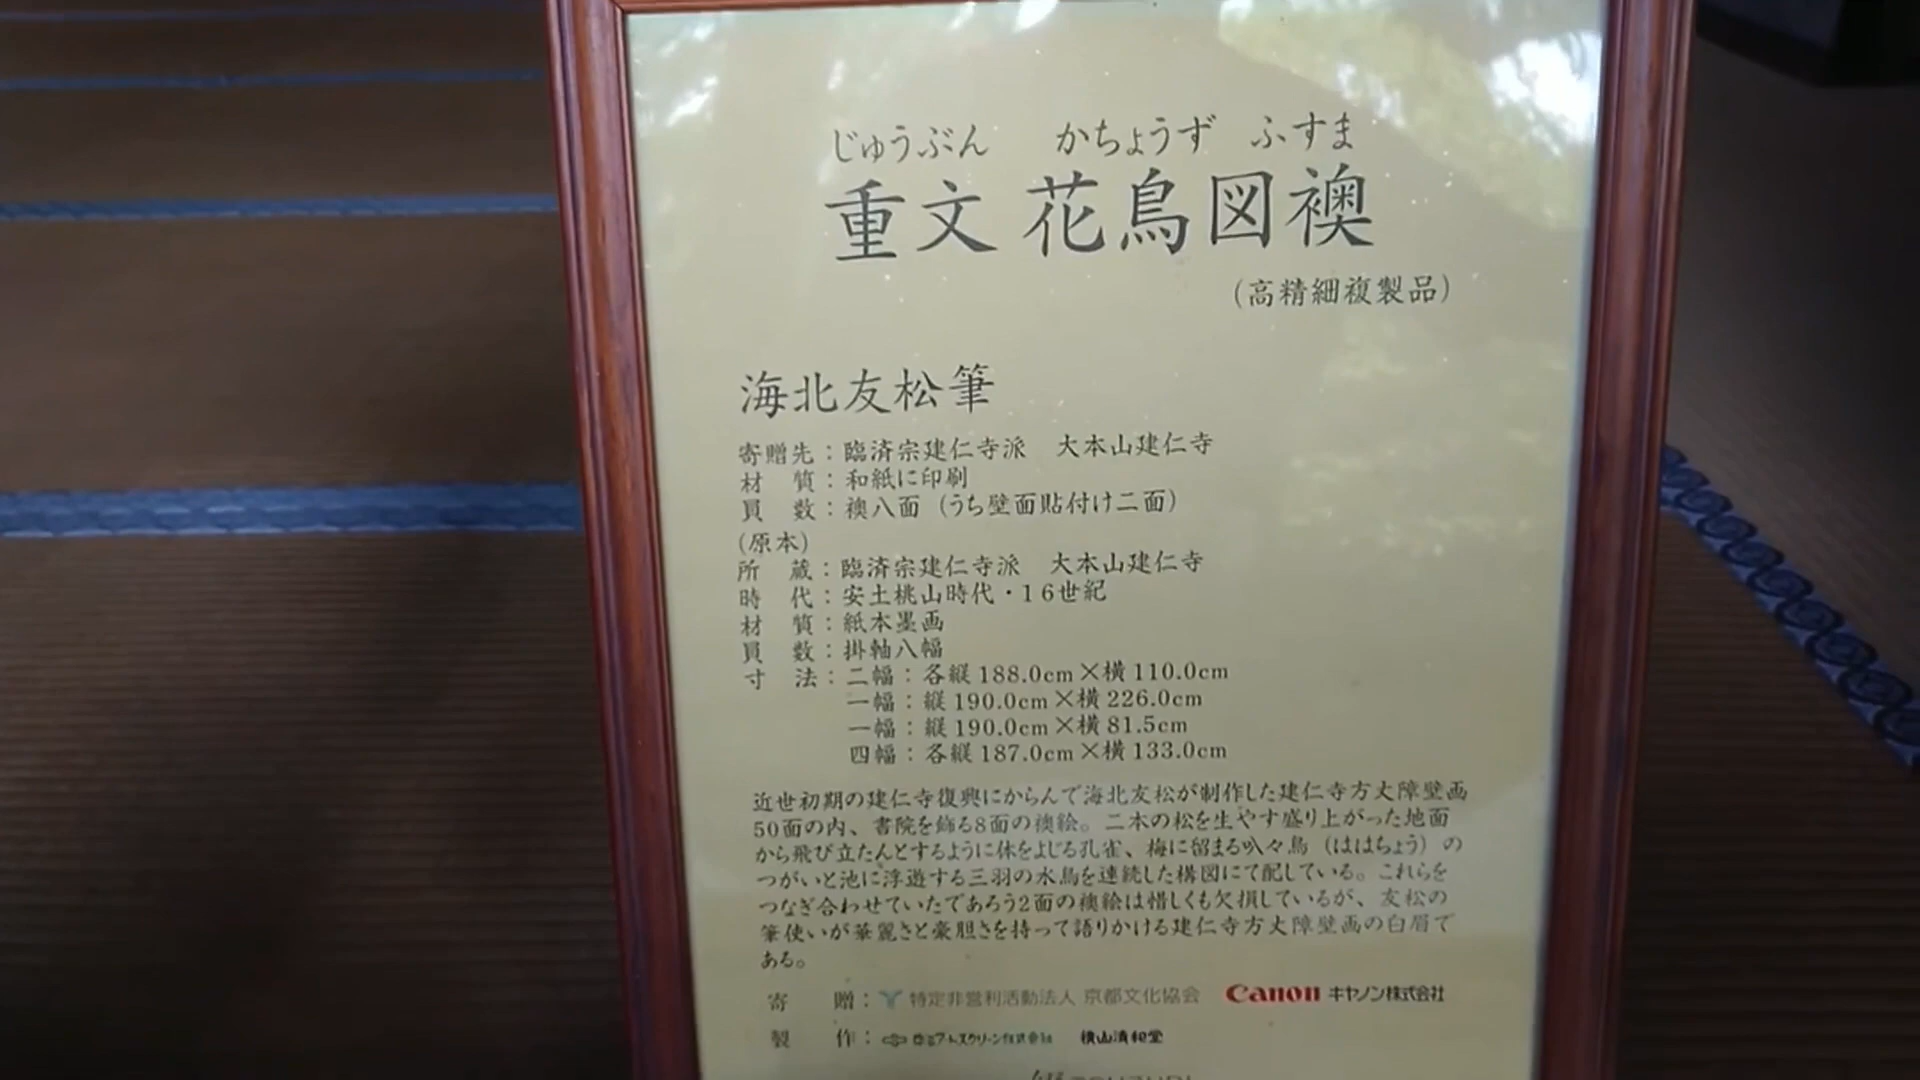 じゅうぶん　かちょうず　ふすま
重文 花鳥図襖
（高精細複製品）
海北友松筆
寄贈先：臨済宗建仁寺派　大本山建仁寺
材　質：和紙に印刷
員　数：襖八面（うち壁面貼付け二面）
(原本)
所　蔵：臨済宗建仁寺派　大本山建仁寺
時　代：安土桃山時代・16世紀
材　質：紙本墨画
員　数：掛軸八幅
寸　法：二幅：各縦188.0cm×横110.0cm
一幅：縦190.0cm×横226.0cm
一幅：縦190.0cm×横81.5cm
四幅：各縦187.0cm×横133.0cm
近世初期の建仁寺復興にからんで海北友松が制作した建仁寺方丈障壁画
50面の内、書院を飾る8面の襖絵。二本の松を生やす盛り上がった地面
から飛び立たんとするように体をよじる孔雀、梅に留まる叭々鳥（ははちょう）の
つがいと池に浮遊する三羽の水鳥を連続した構図にて配している。これらを
つなぎ合わせていたであろう2面の襖絵は惜しくも欠損しているが、友松の
筆使いが華麗さと豪胆さを持って語りかける建仁寺方丈障壁画の白眉で
ある。
寄　贈：特定非営利活動法人 京都文化協会　Canon キヤノン株式会社
製　作：　横山清和堂